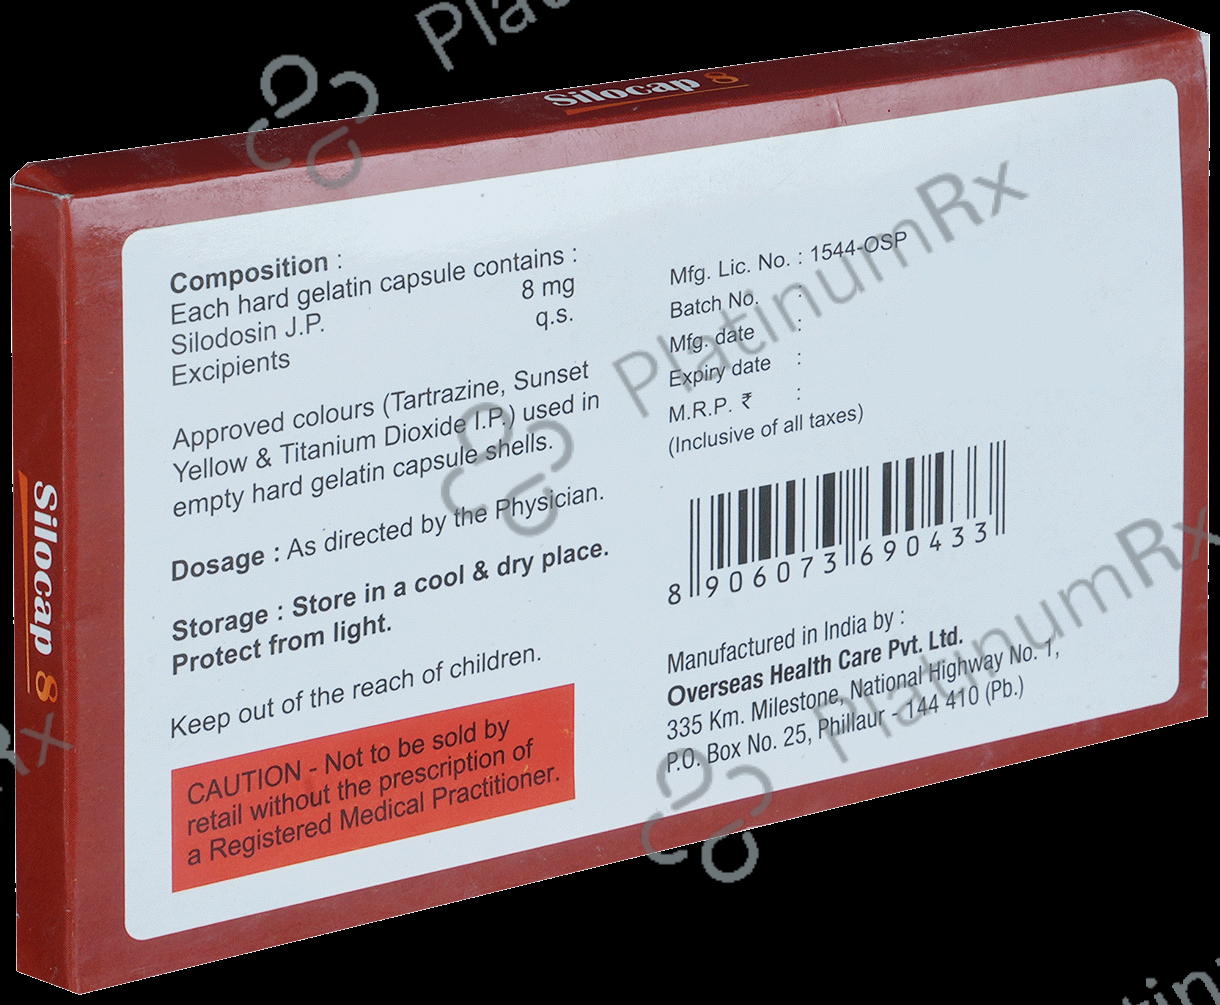 Silocap 8
Silocap 8
Composition :
Each hard gelatin capsule contains :
Silodosin J.P. 8 mg
Excipients q.s.
Approved colours (Tartrazine, Sunset
Yellow & Titanium Dioxide I.P.) used in
empty hard gelatin capsule shells.
Dosage : As directed by the Physician.
Storage : Store in a cool & dry place.
Protect from light.
Keep out of the reach of children.
CAUTION - Not to be sold by
retail without the prescription of
a Registered Medical Practitioner.
Mfg. Lic. No. : 1544-OSP
Batch No. :
Mfg. date :
Expiry date :
M.R.P. ₹ :
(Inclusive of all taxes)
8 906073 690433
Manufactured in India by :
Overseas Health Care Pvt. Ltd.
335 Km. Milestone, National Highway No. 1,
P.O. Box No. 25, Phillaur - 144 410 (Pb.)
PlatinumRx
PlatinumRx
Pla
Rx
Platin